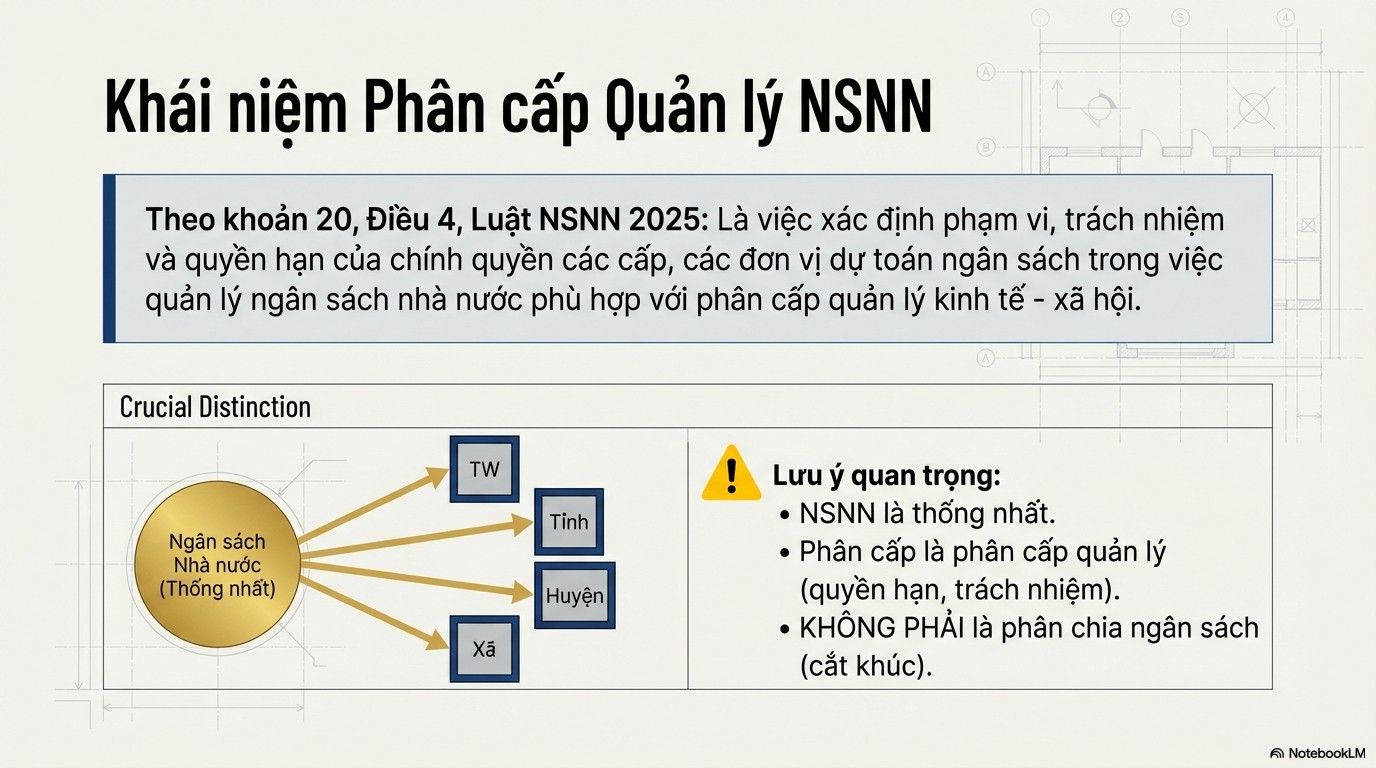 Khái niệm Phân cấp Quản lý NSNN
Theo khoản 20, Điều 4, Luật NSNN 2025: Là việc xác định phạm vi, trách nhiệm
và quyền hạn của chính quyền các cấp, các đơn vị dự toán ngân sách trong việc
quản lý ngân sách nhà nước phù hợp với phân cấp quản lý kinh tế - xã hội.
Crucial Distinction
Ngân sách
Nhà nước
(Thống nhất)
TW
Tỉnh
Huyện
Xã
!
Lưu ý quan trọng:
• NSNN là thống nhất.
• Phân cấp là phân cấp quản lý
(quyền hạn, trách nhiệm).
• KHÔNG PHẢI là phân chia ngân sách
(cắt khúc).
1
2
3
4
A
B
A
NotebookLM